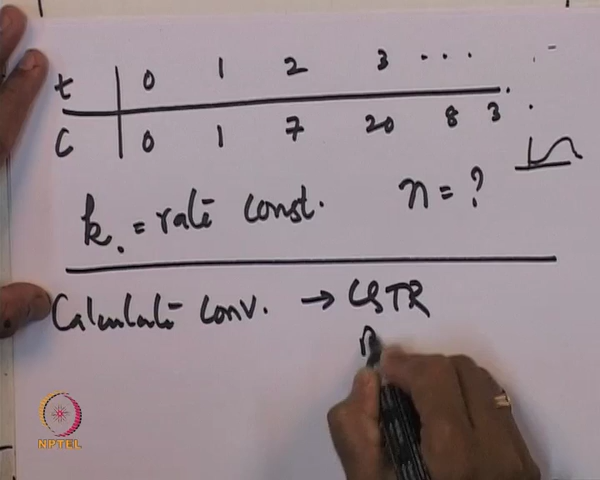 t 0 1 2 3 ...
C 0 1 7 20 8 3 .
k = rate const. n = ?
Calculate conv. → CSTR
NPTEL